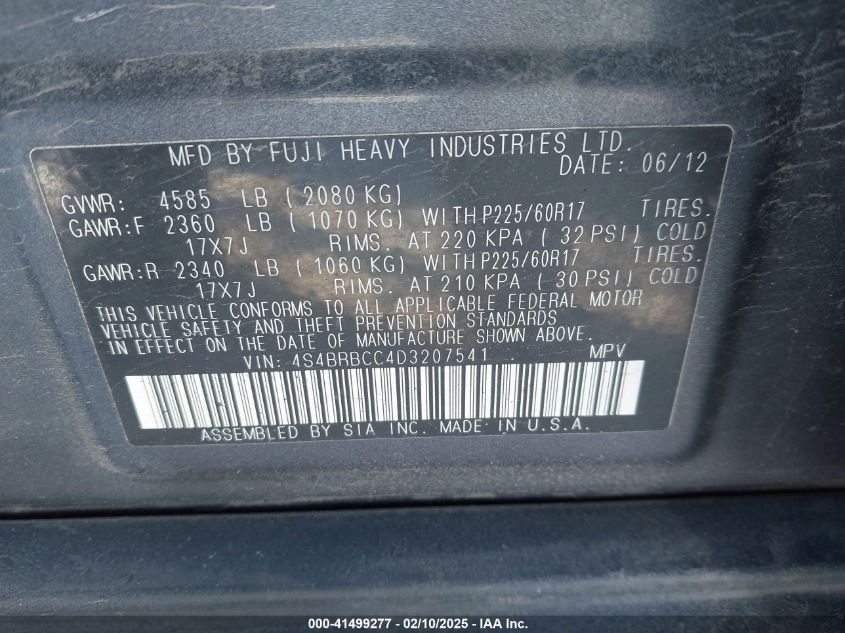 MFD BY FUJI HEAVY INDUSTRIES LTD.
DATE: 06/12
GVWR: 4585 LB ( 2080 KG)
GAWR:F 2360 LB ( 1070 KG) WITH P225/60R17 TIRES.
17X7J RIMS. AT 220 KPA ( 32 PSI) COLD
GAWR:R 2340 LB ( 1060 KG) WITH P225/60R17 TIRES.
17X7J RIMS. AT 210 KPA ( 30 PSI) COLD
THIS VEHICLE CONFORMS TO ALL APPLICABLE FEDERAL MOTOR
VEHICLE SAFETY AND THEFT PREVENTION STANDARDS
IN EFFECT ON THE DATE OF MANUFACTURE SHOWN ABOVE.
VIN: 4S4BRBCC4D3207541 MPV
ASSEMBLED BY SIA INC. MADE IN U.S.A.
000-41499277 - 02/10/2025 - IAAI.com, Inc.